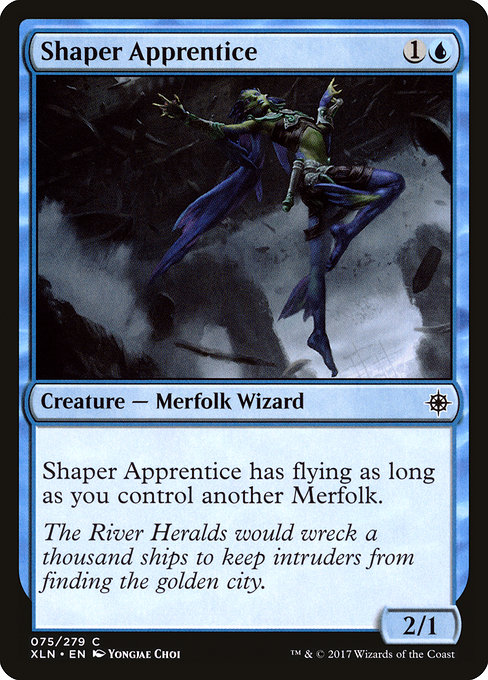 Shaper Apprentice 1
Creature — Merfolk Wizard
Shaper Apprentice has flying as long
as you control another Merfolk.
The River Heralds would wreck a
thousand ships to keep intruders from
finding the golden city.
2/1
075/279 C
XLN • EN Yongjae Choi
™ & © 2017 Wizards of the Coast